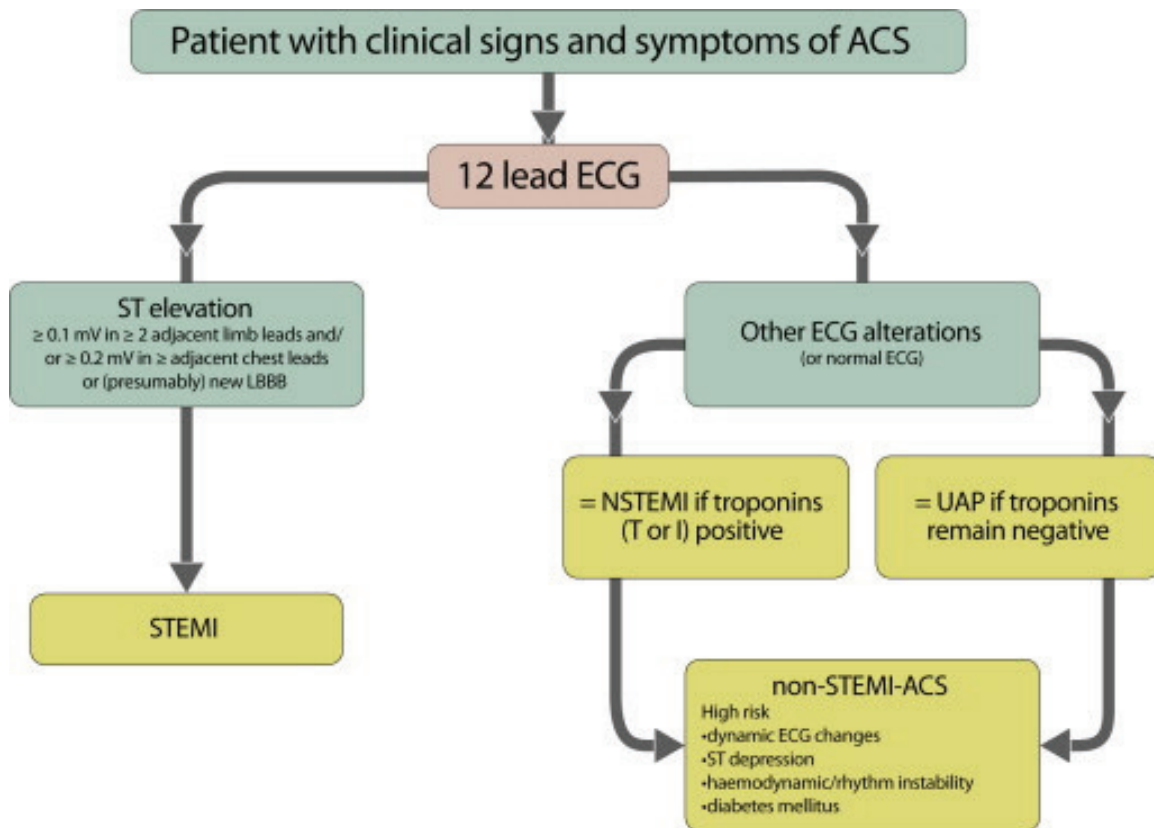 Patient with clinical signs and symptoms of ACS
12 lead ECG
ST elevation
≥ 0.1 mV in ≥ 2 adjacent limb leads and/
or ≥ 0.2 mV in ≥ adjacent chest leads
or (presumably) new LBBB
STEMI
Other ECG alterations
(or normal ECG)
= NSTEMI if troponins
(T or I) positive
= UAP if troponins
remain negative
non-STEMI-ACS
High risk
•dynamic ECG changes
•ST depression
•haemodynamic/rhythm instability
•diabetes mellitus